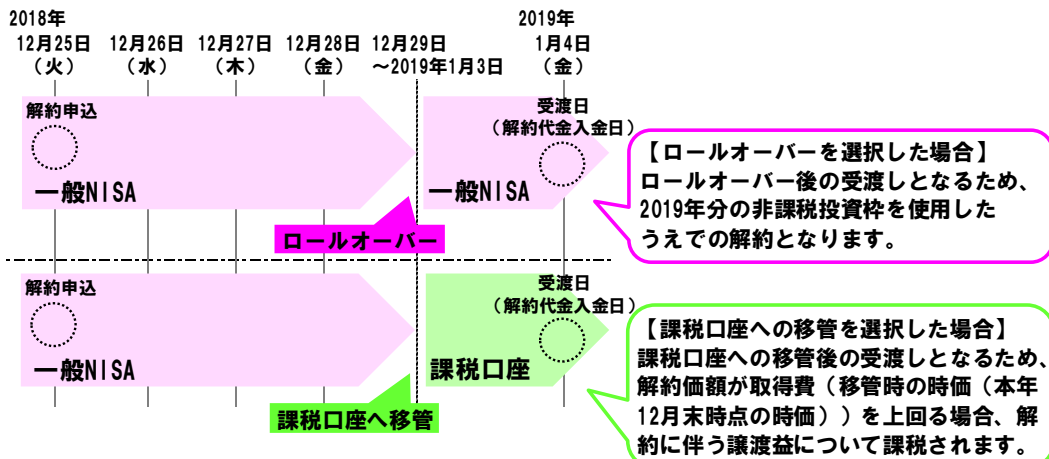 2018年
2019年
12月25日 12月26日 12月27日 12月28日 12月29日 1月4日
(火) (水) (木) (金) ~2019年1月3日 (金)
解約申込
受渡日
(解約代金入金日)
一般NISA
一般NISA
ロールオーバー
【ロールオーバーを選択した場合】
ロールオーバー後の受渡しとなるため、
2019年分の非課税投資枠を使用した
うえでの解約となります。
解約申込
受渡日
(解約代金入金日)
一般NISA
課税口座
課税口座へ移管
【課税口座への移管を選択した場合】
課税口座への移管後の受渡しとなるため、
解約価額が取得費(移管時の時価(本年
12月末時点の時価))を上回る場合、解
約に伴う譲渡益について課税されます。